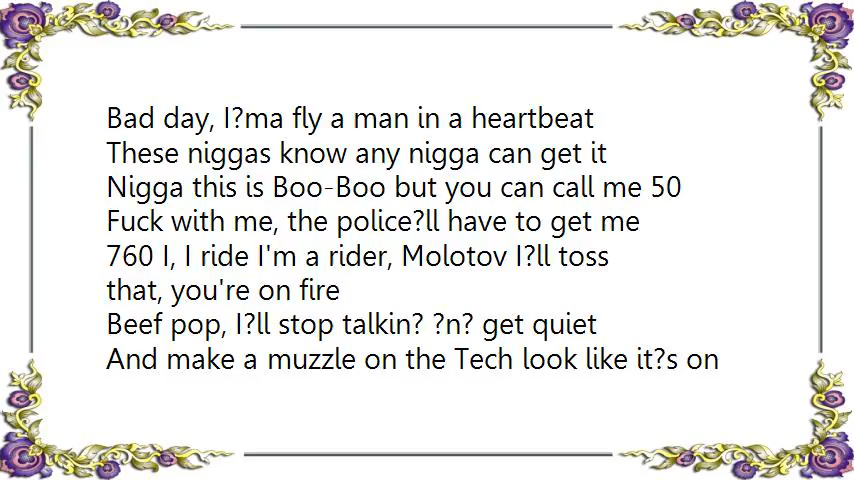 Bad day, I?ma fly a man in a heartbeat
These niggas know any nigga can get it
Nigga this is Boo-Boo but you can call me 50
Fuck with me, the police?ll have to get me
760 I, I ride I'm a rider, Molotov I?ll toss
that, you're on fire
Beef pop, I?ll stop talkin? ?n? get quiet
And make a muzzle on the Tech look like it?s on